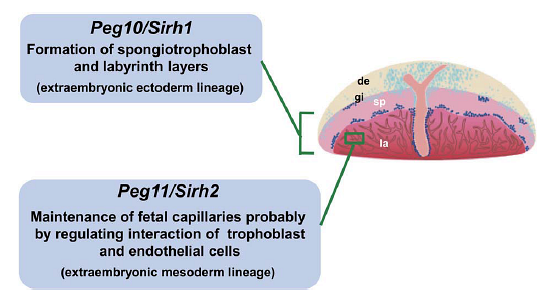 Peg10/Sirh1
Formation of spongiotrophoblast
and labyrinth layers
(extraembryonic ectoderm lineage)
de
gi
sp
la
Peg11/Sirh2
Maintenance of fetal capillaries probably
by regulating interaction of trophoblast
and endothelial cells
(extraembryonic mesoderm lineage)